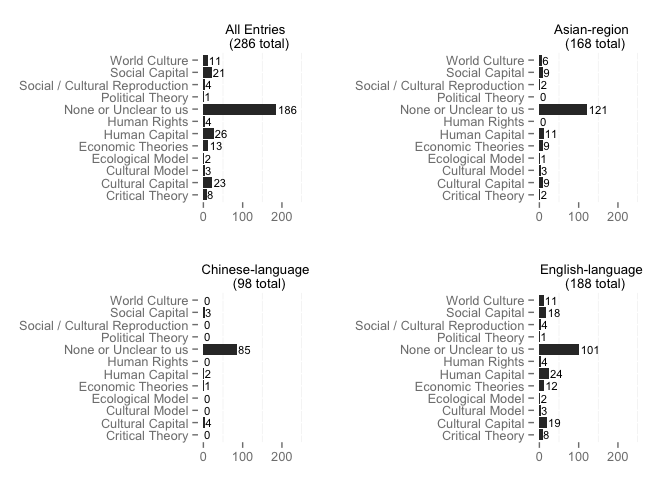 All Entries
(286 total)
World Culture 11
Social Capital 21
Social / Cultural Reproduction 4
Political Theory 1
None or Unclear to us 186
Human Rights 4
Human Capital 26
Economic Theories 13
Ecological Model 2
Cultural Model 3
Cultural Capital 23
Critical Theory 8
0 100 200
Asian-region
(168 total)
World Culture 6
Social Capital 9
Social / Cultural Reproduction 2
Political Theory 0
None or Unclear to us 121
Human Rights 0
Human Capital 11
Economic Theories 9
Ecological Model 1
Cultural Model 3
Cultural Capital 9
Critical Theory 2
0 100 200
Chinese-language
(98 total)
World Culture 0
Social Capital 3
Social / Cultural Reproduction 0
Political Theory 0
None or Unclear to us 85
Human Rights 0
Human Capital 2
Economic Theories 1
Ecological Model 0
Cultural Model 0
Cultural Capital 4
Critical Theory 0
0 100 200
English-language
(188 total)
World Culture 11
Social Capital 18
Social / Cultural Reproduction 4
Political Theory 1
None or Unclear to us 101
Human Rights 4
Human Capital 24
Economic Theories 12
Ecological Model 2
Cultural Model 3
Cultural Capital 19
Critical Theory 8
0 100 200